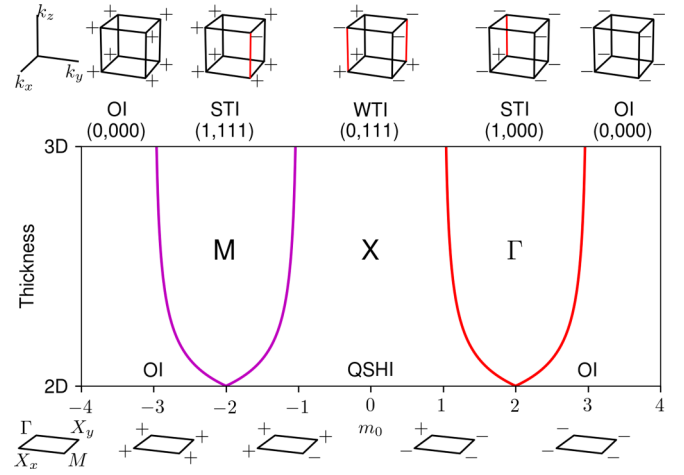 k_z
k_y
k_x
+ + + + + + + +
+ + + − + + + +
+ − − − + + + −
− − − − + − − −
− − − − − − − −
OI STI WTI STI OI
(0,000) (1,111) (0,111) (1,000) (0,000)
3D
Thickness
M X Γ
OI QSHI OI
2D
−4 −3 −2 −1 0 1 2 3 4
m_0
Γ X_y
X_x M
+ + + +
+ + + −
+ − + −
− − − −